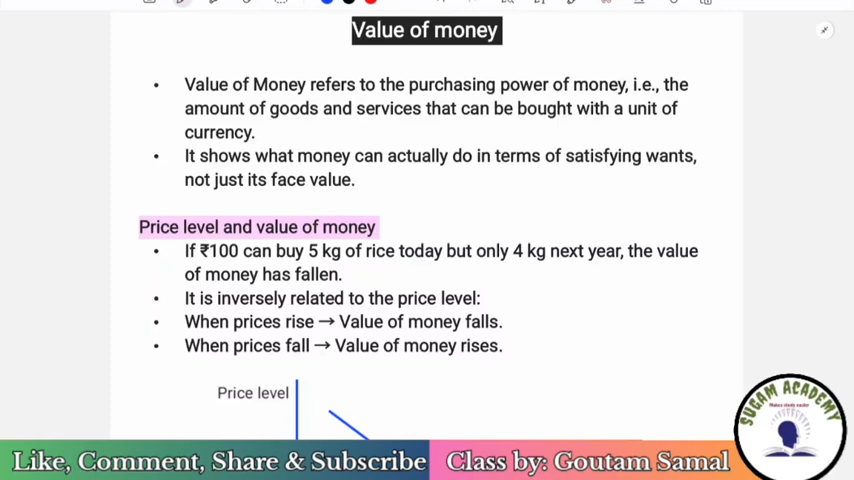 Value of money
• Value of Money refers to the purchasing power of money, i.e., the
amount of goods and services that can be bought with a unit of
currency.
• It shows what money can actually do in terms of satisfying wants,
not just its face value.
Price level and value of money
• If ₹100 can buy 5 kg of rice today but only 4 kg next year, the value
of money has fallen.
• It is inversely related to the price level:
• When prices rise → Value of money falls.
• When prices fall → Value of money rises.
Price level
SUGAM ACADEMY
Like, Comment, Share & Subscribe
Class by: Goutam Samal